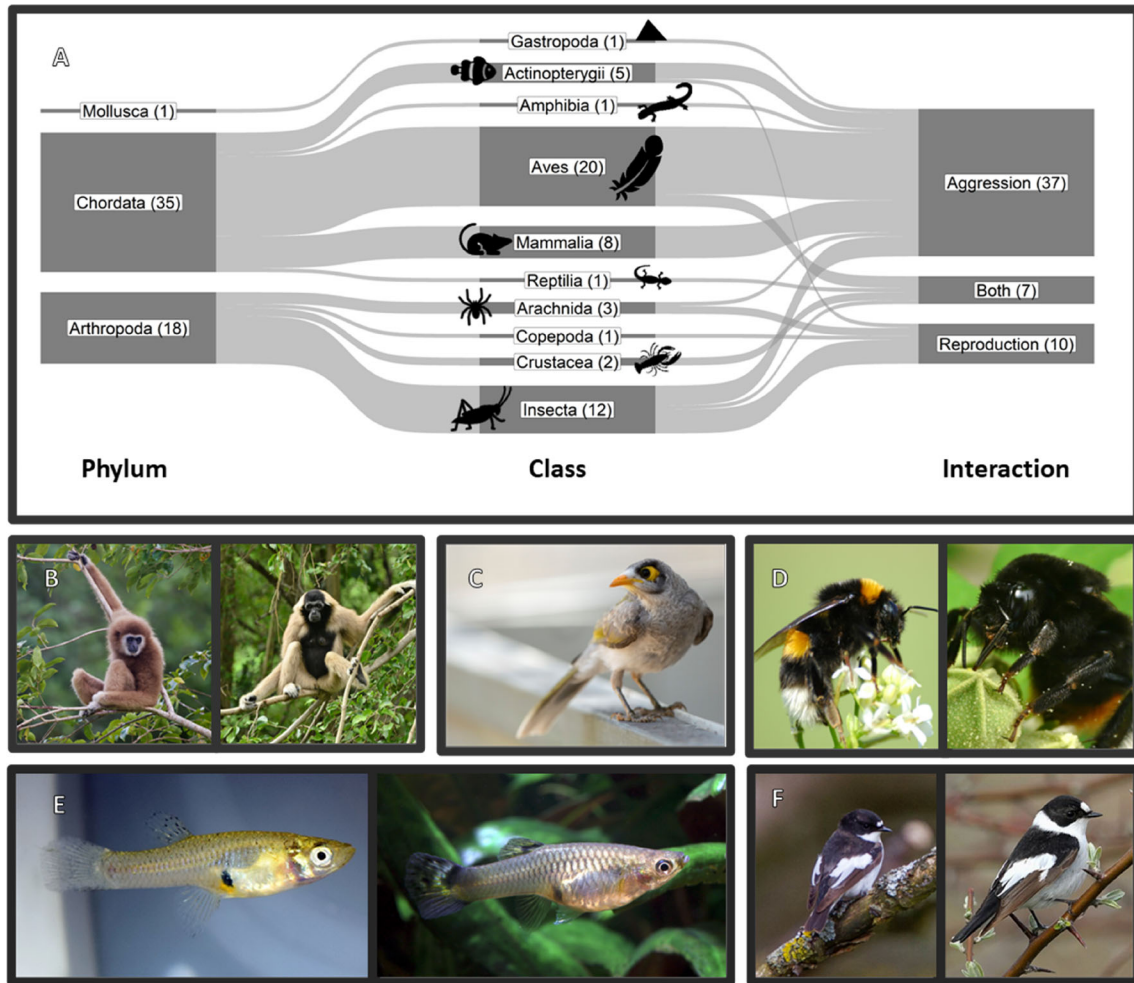 A
Gastropoda (1)
Actinopterygii (5)
Mollusca (1)
Amphibia (1)
Chordata (35)
Aves (20)
Aggression (37)
Mammalia (8)
Reptilia (1)
Both (7)
Arachnida (3)
Arthropoda (18)
Copepoda (1)
Reproduction (10)
Crustacea (2)
Insecta (12)
Phylum
Class
Interaction
B
C
D
E
F